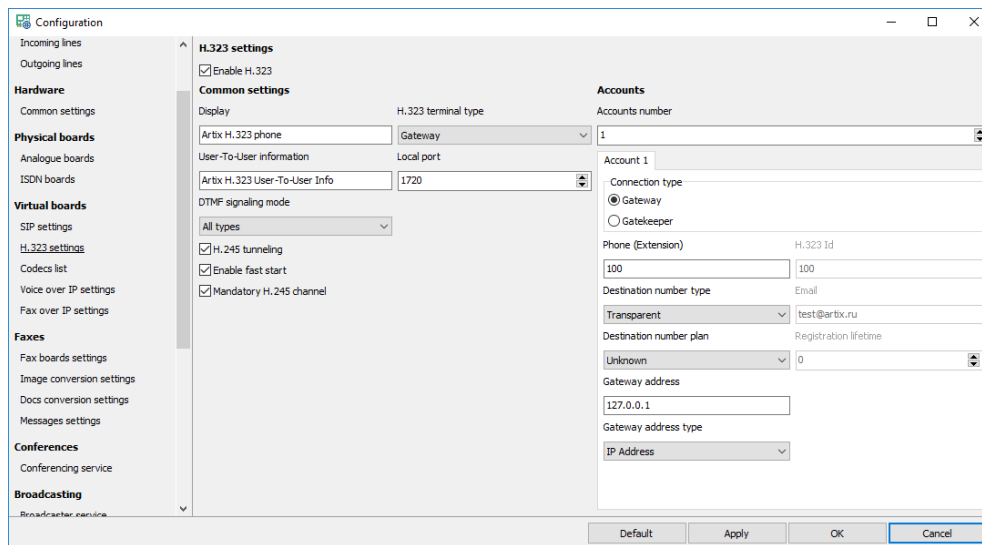 Configuration
Incoming lines
Outgoing lines
Hardware
Common settings
Physical boards
Analogue boards
ISDN boards
Virtual boards
SIP settings
H.323 settings
Codecs list
Voice over IP settings
Fax over IP settings
Faxes
Fax boards settings
Image conversion settings
Docs conversion settings
Messages settings
Conferences
Conferencing service
Broadcasting
Broadcaster service
H.323 settings
Enable H.323
Common settings
Display
H.323 terminal type
Artix H.323 phone
Gateway
User-To-User information
Local port
Artix H.323 User-To-User Info
1720
DTMF signaling mode
All types
H.245 tunneling
Enable fast start
Mandatory H.245 channel
Accounts
Accounts number
1
Account 1
Connection type
Gateway
Gatekeeper
Phone (Extension)
H.323 Id
100
100
Destination number type
Email
Transparent
test@artix.ru
Destination number plan
Registration lifetime
Unknown
0
Gateway address
127.0.0.1
Gateway address type
IP Address
Default
Apply
OK
Cancel